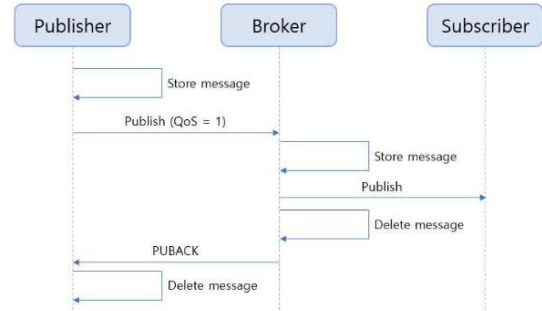 Publisher
Broker
Subscriber
Store message
Publish (QoS = 1)
Store message
Publish
Delete message
PUBACK
Delete message